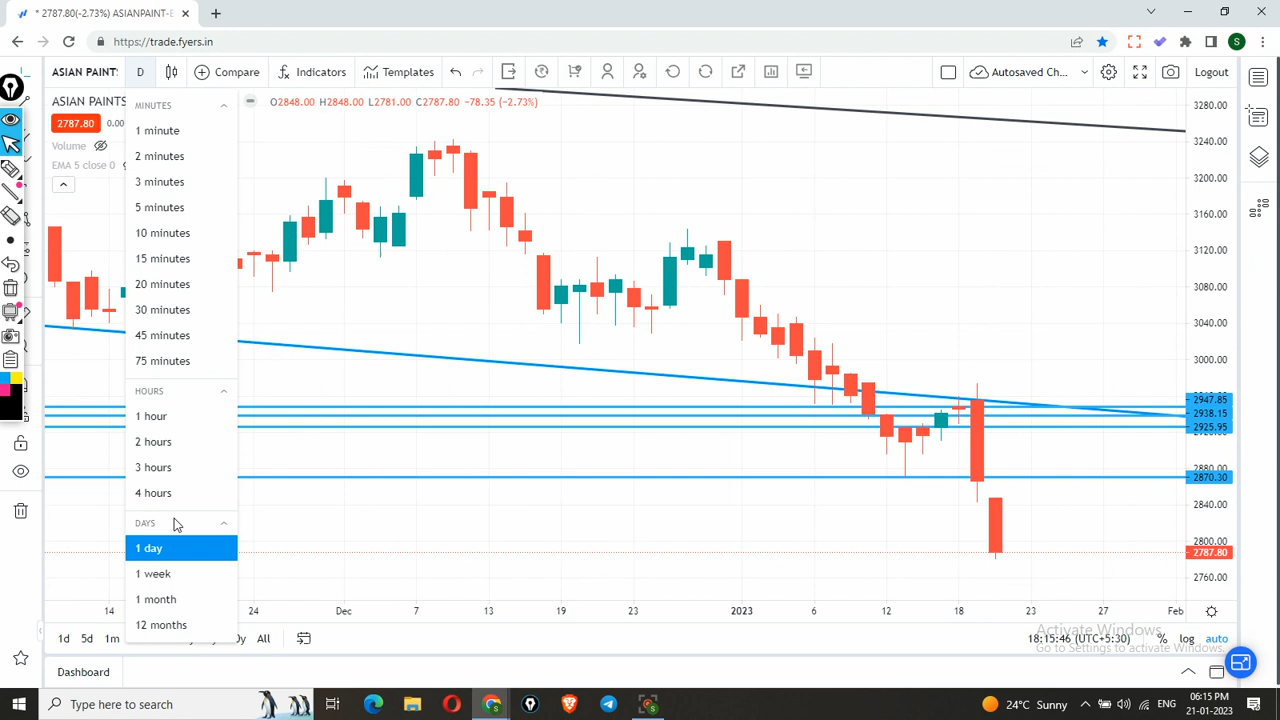 * 2787.80(-2.73%) ASIANPAINT-E
https://trade.fyers.in
S
ASIAN PAINTS
D
Compare
Indicators
Templates
Autosaved Ch...
Logout
ASIAN PAINTS
O2848.00 H2848.00 L2781.00 C2787.80 −78.35 (−2.73%)
2787.80
0.00
Volume
EMA 5 close 0
MINUTES
1 minute
2 minutes
3 minutes
5 minutes
10 minutes
15 minutes
20 minutes
30 minutes
45 minutes
75 minutes
HOURS
1 hour
2 hours
3 hours
4 hours
DAYS
1 day
1 week
1 month
12 months
3280.00
3240.00
3200.00
3160.00
3120.00
3080.00
3040.00
3000.00
2947.85
2938.15
2925.95
2880.00
2870.30
2840.00
2800.00
2787.80
2760.00
14
24
Dec
7
13
19
23
2023
6
12
18
23
27
Feb
1d
5d
1m
All
18:15:46 (UTC+5:30)
%
log
auto
Activate Windows
Go to Settings to activate Windows.
Dashboard
Type here to search
24°C Sunny
ENG
06:15 PM
21-01-2023